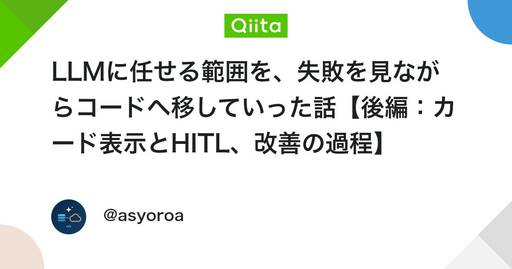 Qiita
LLMに任せる範囲を、失敗を見なが
らコードへ移していった話【後編：カ
ード表示とHITL、改善の過程】
@asyoroa